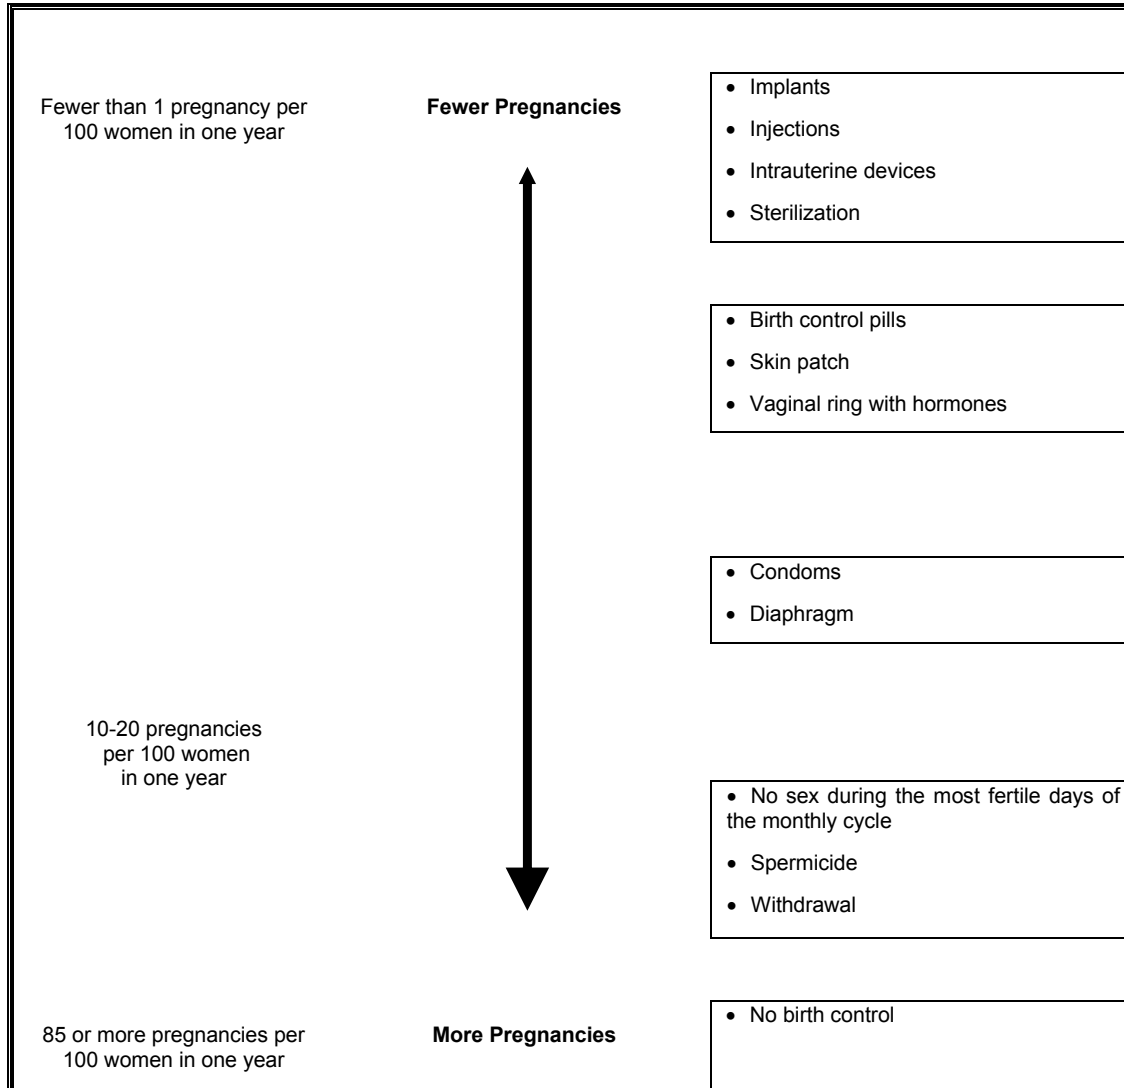 Fewer than 1 pregnancy per
100 women in one year
Fewer Pregnancies
• Implants
• Injections
• Intrauterine devices
• Sterilization
• Birth control pills
• Skin patch
• Vaginal ring with hormones
• Condoms
• Diaphragm
10-20 pregnancies
per 100 women
in one year
• No sex during the most fertile days of
the monthly cycle
• Spermicide
• Withdrawal
85 or more pregnancies per
100 women in one year
More Pregnancies
• No birth control